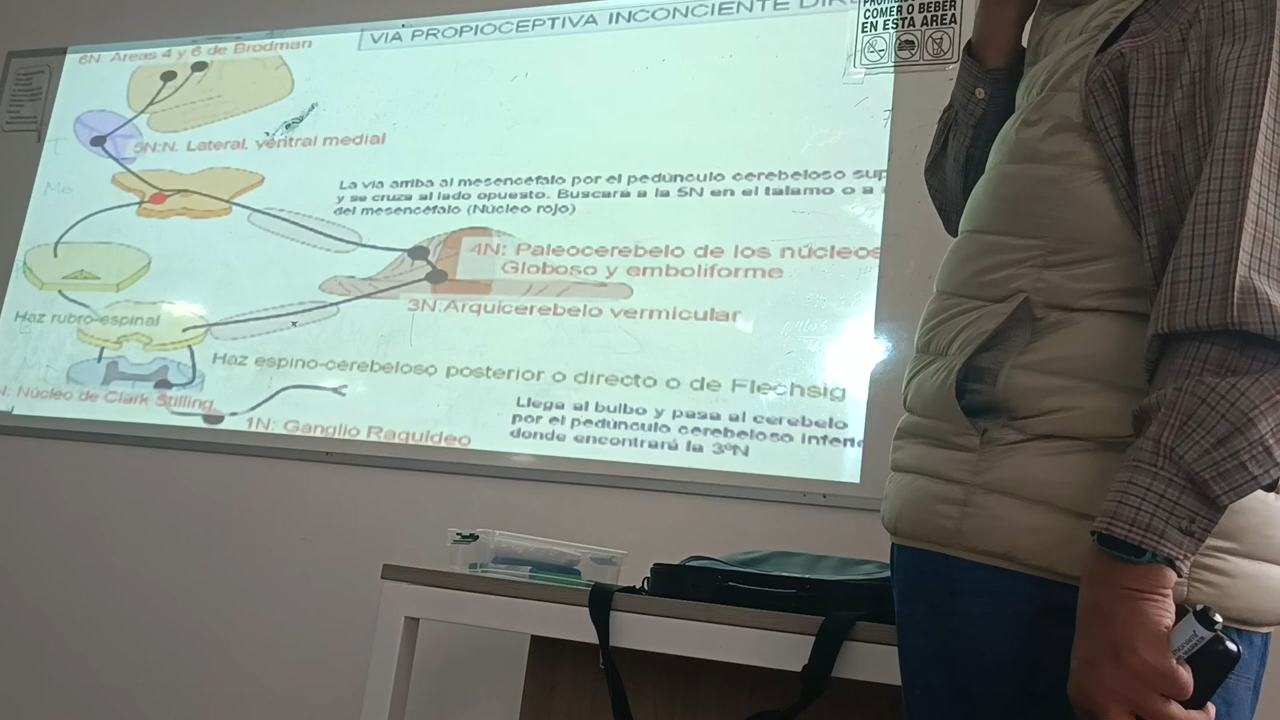 VIA PROPIOCEPTIVA INCONCIENTE
COMER O BEBER
EN ESTA AREA
6N. Areas 4 y 6 de Brodman
5N:N. Lateral, ventral medial
La via arriba al mesencéfalo por el pedúnculo cerebeloso sup
y se cruza al lado opuesto. Buscará a la 5N en el tálamo o a
del mesencéfalo (Núcleo rojo)
4N: Paleocerebelo de los núcleos
Globoso y emboliforme
3N:Arquicerebelo vermicular
Haz rubro-espinal
Haz espino-cerebeloso posterior o directo o de Flechsig
N. Núcleo de Clark Stilling
1N: Ganglio Raquídeo
Llega al bulbo y pasa al cerebelo
por el pedúnculo cerebeloso
donde encontrará la 3ºN